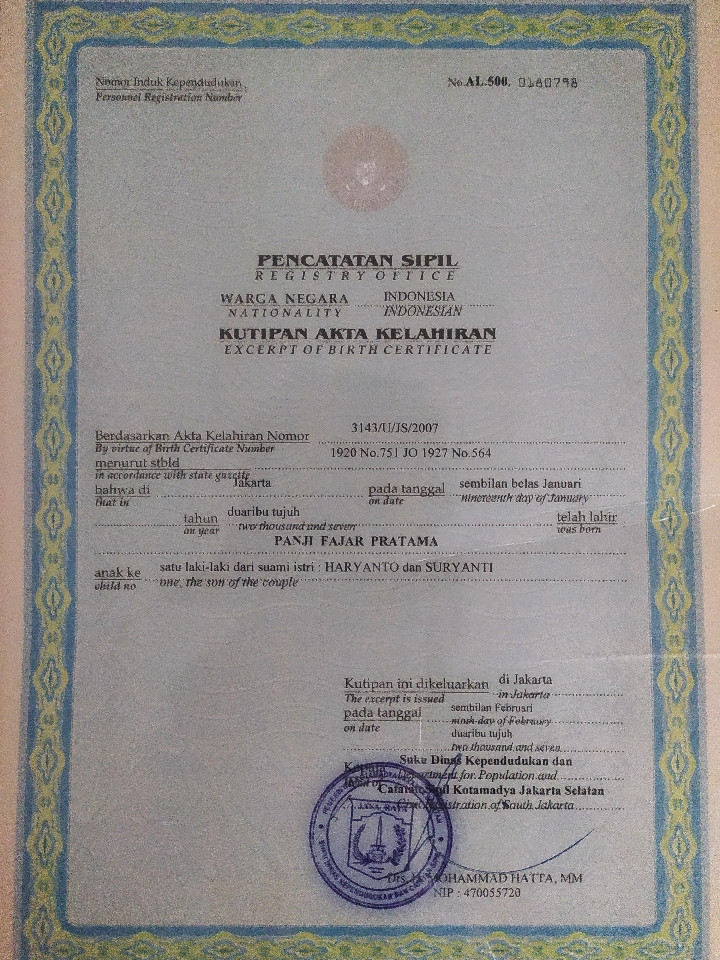 Nomor Induk Kependudukan
Personnel Registration Number
No.AL.500. 0180798
PENCATATAN SIPIL
REGISTRY OFFICE
WARGA NEGARA INDONESIA
NATIONALITY INDONESIAN
KUTIPAN AKTA KELAHIRAN
EXCERPT OF BIRTH CERTIFICATE
Berdasarkan Akta Kelahiran Nomor 3143/U/JS/2007
By virtue of Birth Certificate Number
menurut stbld 1920 No.751 JO 1927 No.564
in accordance with state gazette
bahwa di Jakarta pada tanggal sembilan belas Januari
that in on date nineteenth day of January
tahun duaribu tujuh telah lahir
on year two thousand and seven was born
PANJI FAJAR PRATAMA
anak ke satu laki-laki dari suami istri : HARYANTO dan SURYANTI
child no one, the son of the couple
Kutipan ini dikeluarkan di Jakarta
The excerpt is issued in Jakarta
pada tanggal sembilan Februari
on date ninth day of February
duaribu tujuh
two thousand and seven
Suku Dinas Kependudukan dan
Department for Population and
Catatan Sipil Kotamadya Jakarta Selatan
Civil Registration of South Jakarta
JAYA RAYA
Drs. H. MOHAMMAD HATTA, MM
NIP : 470055720